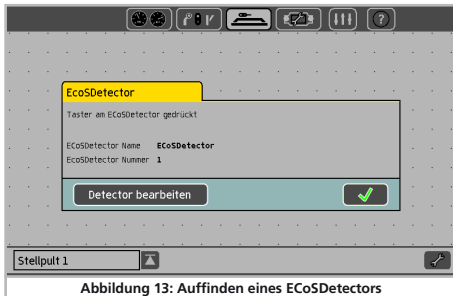 ?
EcoSDetector
Taster am ECoSDetector gedrückt
ECoSDetector Name ECoSDetector
EcoSDetector Nummer 1
Detector bearbeiten
Stellpult 1
Abbildung 13: Auffinden eines ECoSDetectors